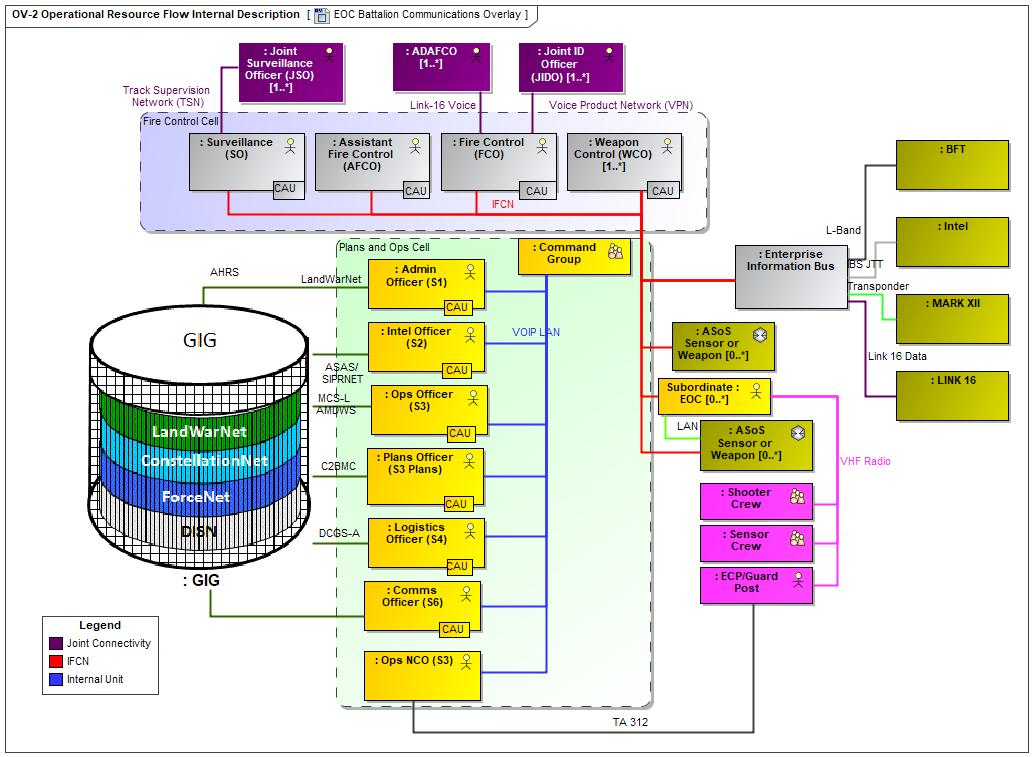 OV-2 Operational Resource Flow Internal Description [ EOC Battalion Communications Overlay ]
: Joint
Surveillance
Officer (JSO)
[1..*]
: ADAFCO
[1..*]
: Joint ID
Officer
(JIDO) [1..*]
Track Supervision
Network (TSN)
Link-16 Voice
Voice Product Network (VPN)
Fire Control Cell
: Surveillance
(SO)
CAU
: Assistant
Fire Control
(AFCO)
CAU
: Fire Control
(FCO)
CAU
: Weapon
Control (WCO)
[1..*]
CAU
IFCN
: BFT
: Intel
: MARK XII
: LINK 16
L-Band
IBS JTT
Transponder
Link 16 Data
: Enterprise
Information Bus
Plans and Ops Cell
: Command
Group
AHRS
LandWarNet
: Admin
Officer (S1)
CAU
VOIP LAN
: Intel Officer
(S2)
CAU
ASAS/
SIPRNET
MCS-L
AMDWS
: Ops Officer
(S3)
CAU
C2BMC
: Plans Officer
(S3 Plans)
CAU
DCGS-A
: Logistics
Officer (S4)
CAU
: Comms
Officer (S6)
CAU
: Ops NCO (S3)
: ASoS
Sensor or
Weapon [0..*]
Subordinate :
EOC [0..*]
LAN
: ASoS
Sensor or
Weapon [0..*]
VHF Radio
: Shooter
Crew
: Sensor
Crew
: ECP/Guard
Post
TA 312
GIG
LandWarNet
ConstellationNet
ForceNet
DISN
: GIG
Legend
Joint Connectivity
IFCN
Internal Unit